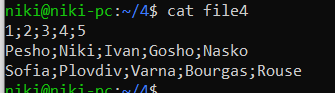 niki@niki-pc:~/4$ cat file4
1;2;3;4;5
Pesho;Niki;Ivan;Gosho;Nasko
Sofia;Plovdiv;Varna;Bourgas;Rouse
niki@niki-pc:~/4$